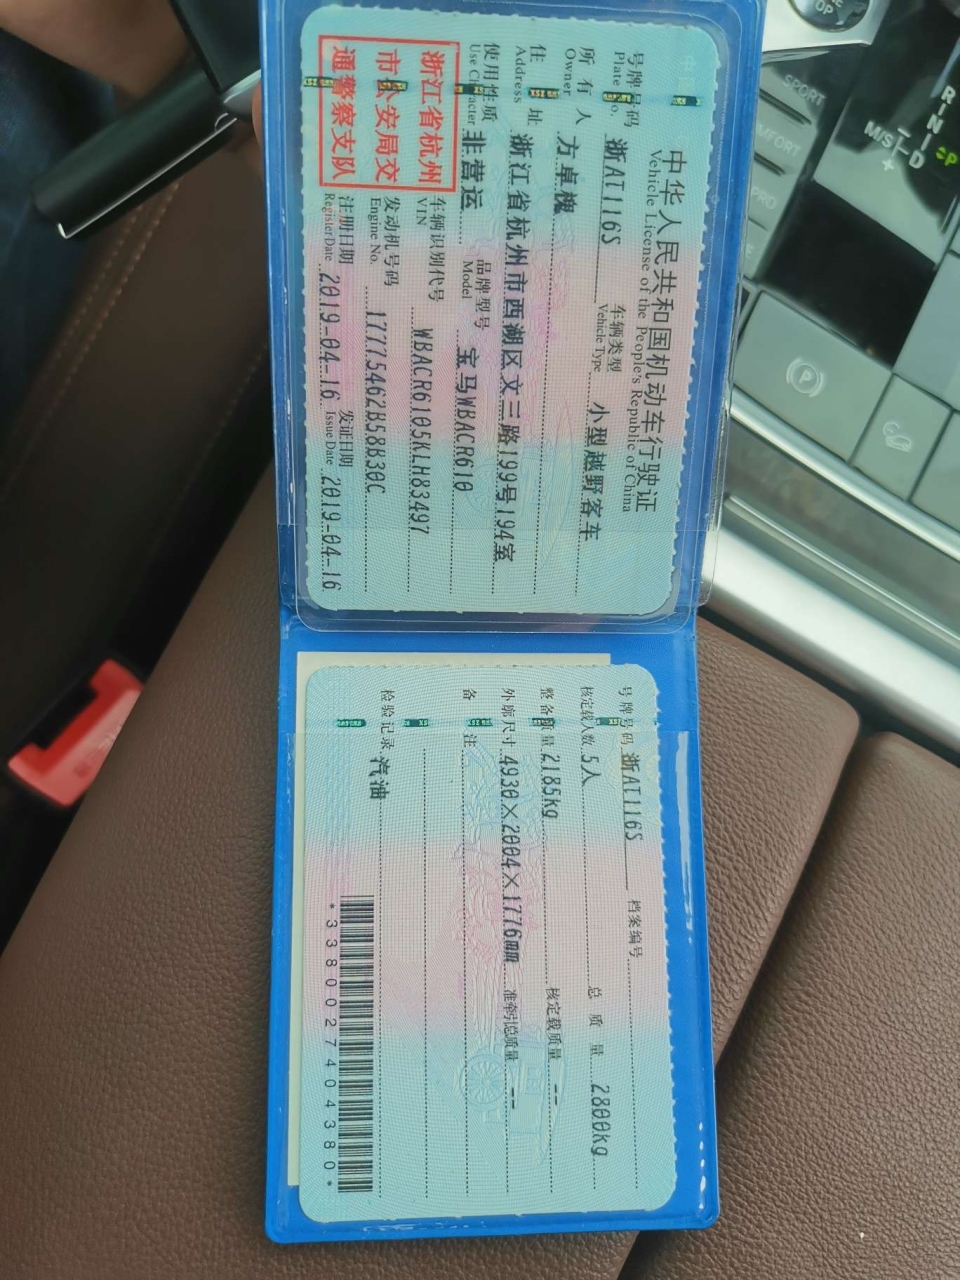 中华人民共和国机动车行驶证
Vehicle License of the People's Republic of China
号牌号码 浙AT116S 车辆类型 小型越野客车
Plate No. Vehicle Type
所有人 方卓槐
Owner
住址 浙江省杭州市西湖区文三路199号194室
Address
使用性质 非营运 品牌型号 宝马WBACR610
Use Character Model
浙江省杭州
市公安局交
通警察支队
车辆识别代号 WBACR6105KLH83497
VIN
发动机号码 17775462B58B30C
Engine No.
注册日期 2019-04-16 发证日期 2019-04-16
Register Date Issue Date
号牌号码 浙AT116S 档案编号
核定载人数 5人 总质量 2800kg
整备质量 2185kg 核定载质量 --
外廓尺寸 4930×2004×1776mm 准牵引总质量 --
备注
检验记录 汽油
*3380027404380*
SPORT
COMFORT
PRO
R
N
D
M/S
P